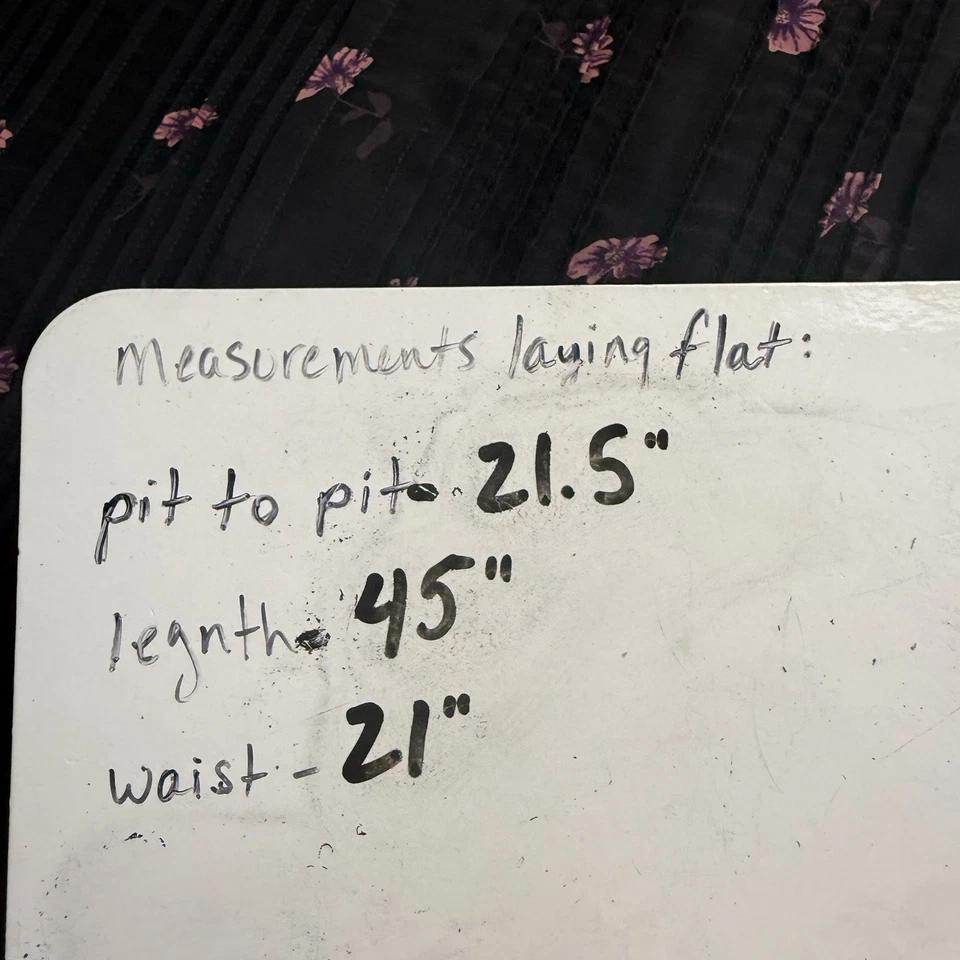 Measurements laying flat:
pit to pit- 21.5"
legnth- 45"
waist - 21"